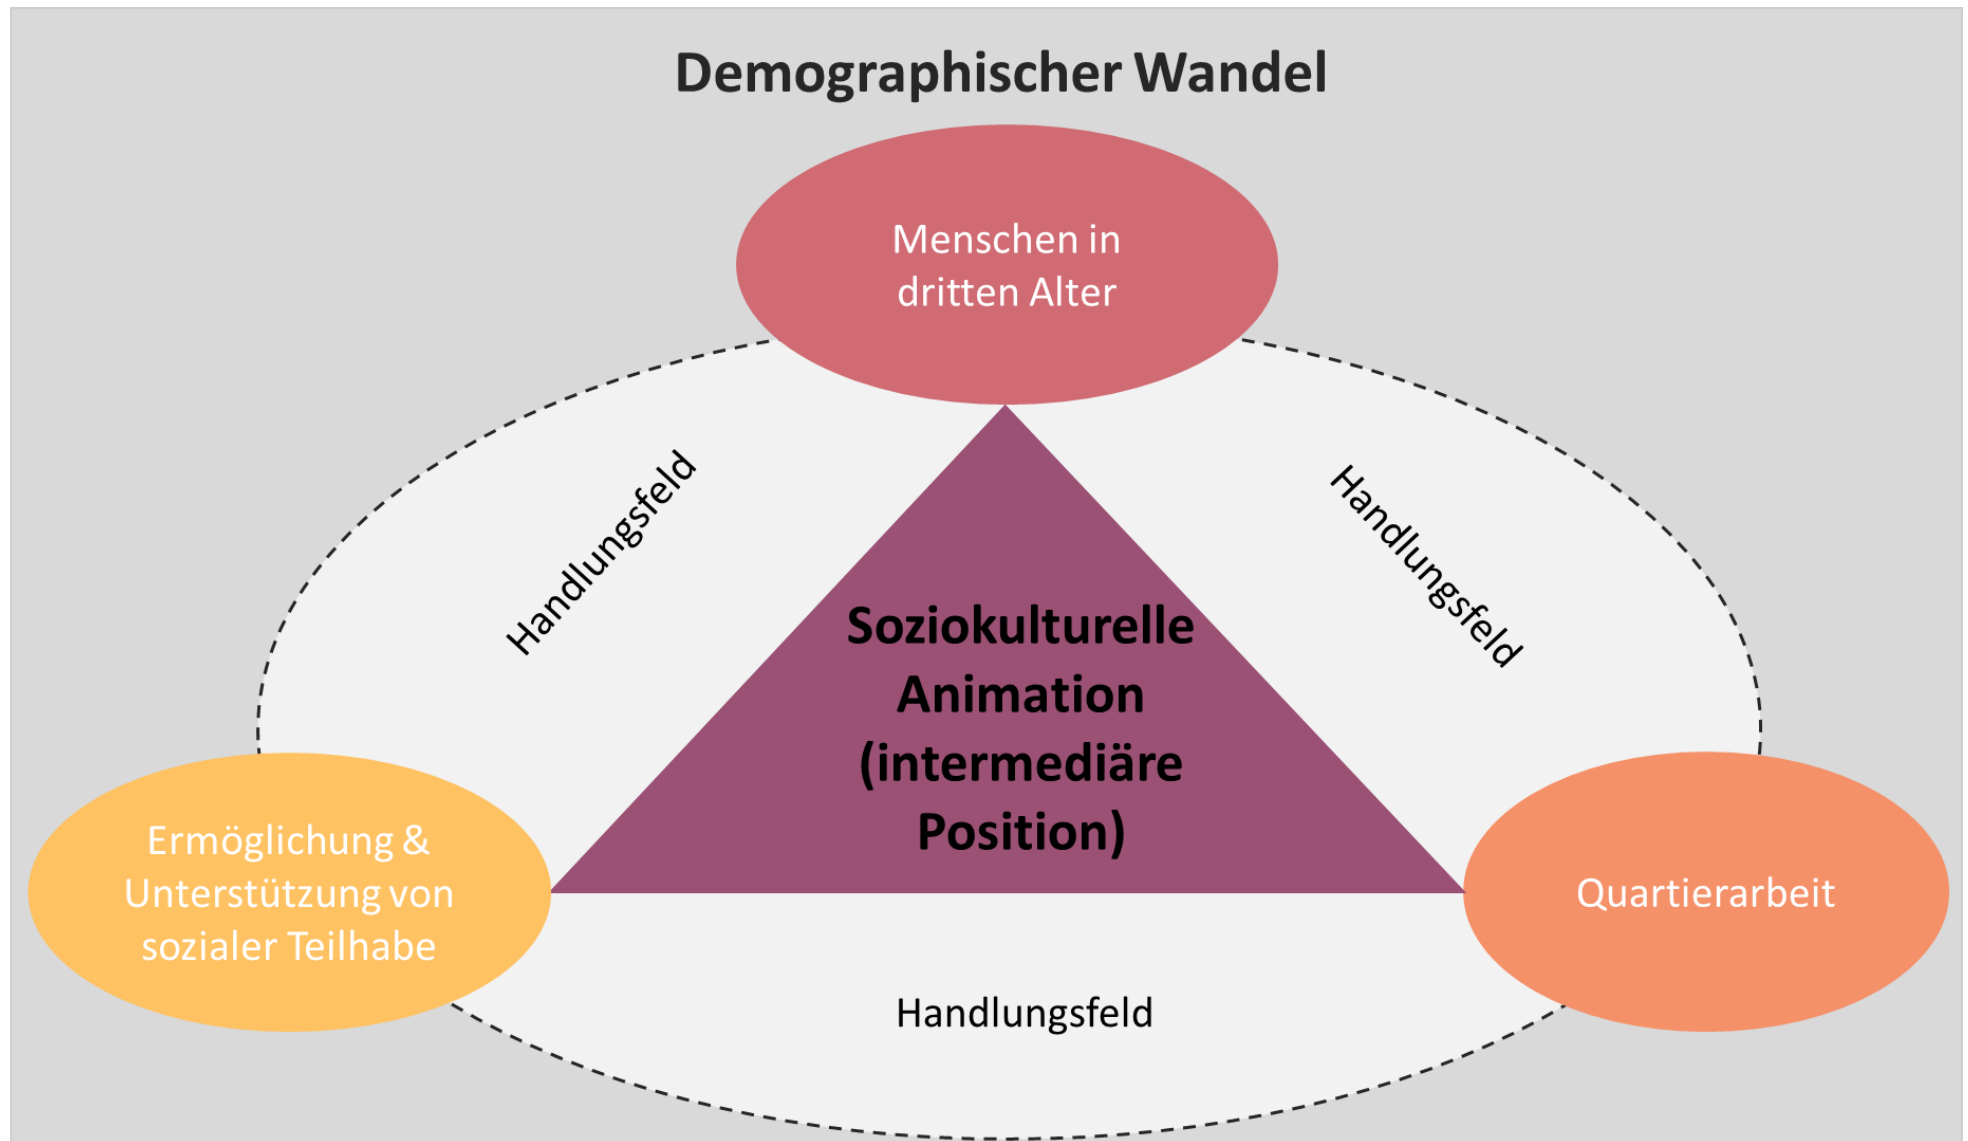 Demographischer Wandel
Menschen in
dritten Alter
Handlungsfeld
Handlungsfeld
Soziokulturelle
Animation
(intermediäre
Position)
Ermöglichung &
Unterstützung von
sozialer Teilhabe
Quartierarbeit
Handlungsfeld